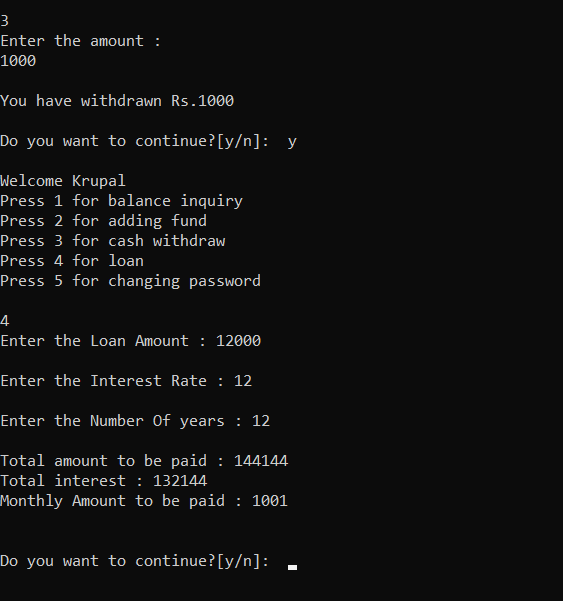 3
Enter the amount :
1000
You have withdrawn Rs.1000
Do you want to continue?[y/n]:  y
Welcome Krupal
Press 1 for balance inquiry
Press 2 for adding fund
Press 3 for cash withdraw
Press 4 for loan
Press 5 for changing password
4
Enter the Loan Amount : 12000
Enter the Interest Rate : 12
Enter the Number Of years : 12
Total amount to be paid : 144144
Total interest : 132144
Monthly Amount to be paid : 1001
Do you want to continue?[y/n]: